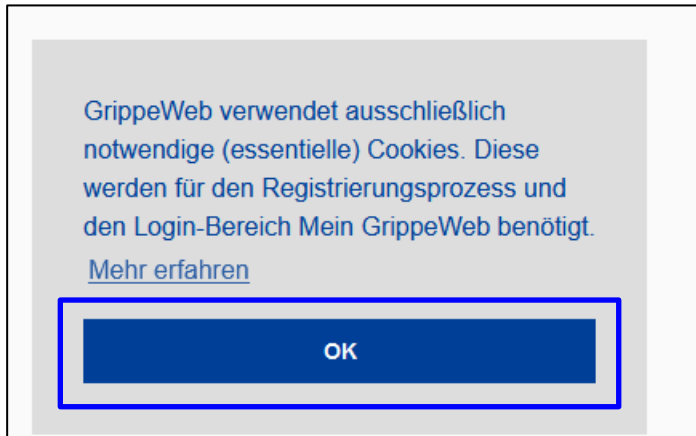 GrippeWeb verwendet ausschließlich
notwendige (essentielle) Cookies. Diese
werden für den Registrierungsprozess und
den Login-Bereich Mein GrippeWeb benötigt.
Mehr erfahren
OK